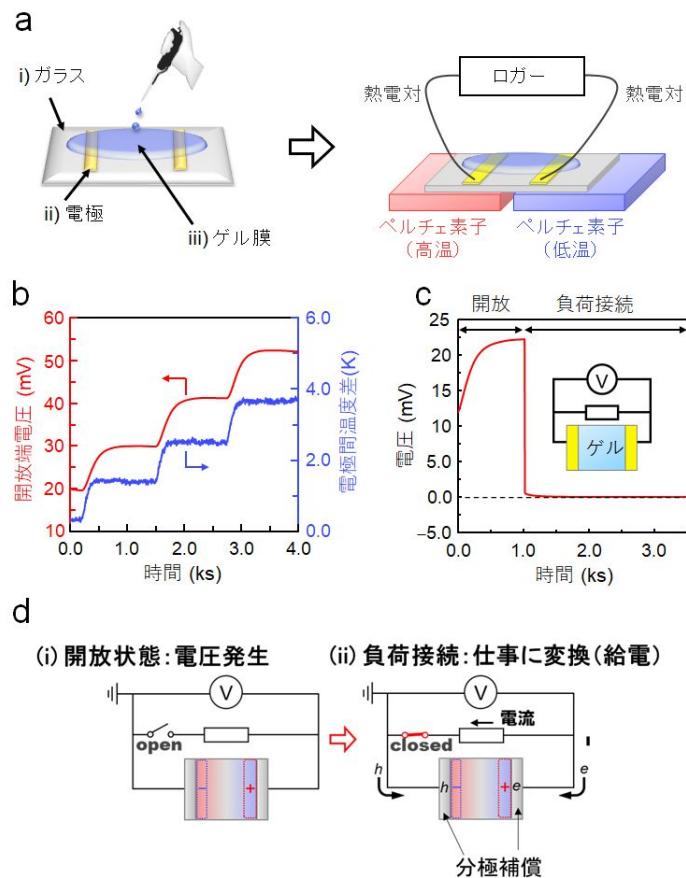 a
i) ガラス
ii) 電極
iii) ゲル膜
ロガー
熱電対
熱電対
ペルチェ素子
(高温)
ペルチェ素子
(低温)
b
60
50
40
30
20
10
開放端電圧 (mV)
6.0
4.8
3.6
2.4
1.2
0.0
電極間温度差(K)
0.0 1.0 2.0 3.0 4.0
時間 (ks)
c
開放
負荷接続
25
20
15
10
5.0
0.0
–5.0
電圧 (mV)
V
ゲル
0.0 1.0 2.0 3.0
時間 (ks)
d
(i) 開放状態：電圧発生
V
open
– +
(ii) 負荷接続：仕事に変換（給電）
V
電流
closed
h
e
h – + e
分極補償